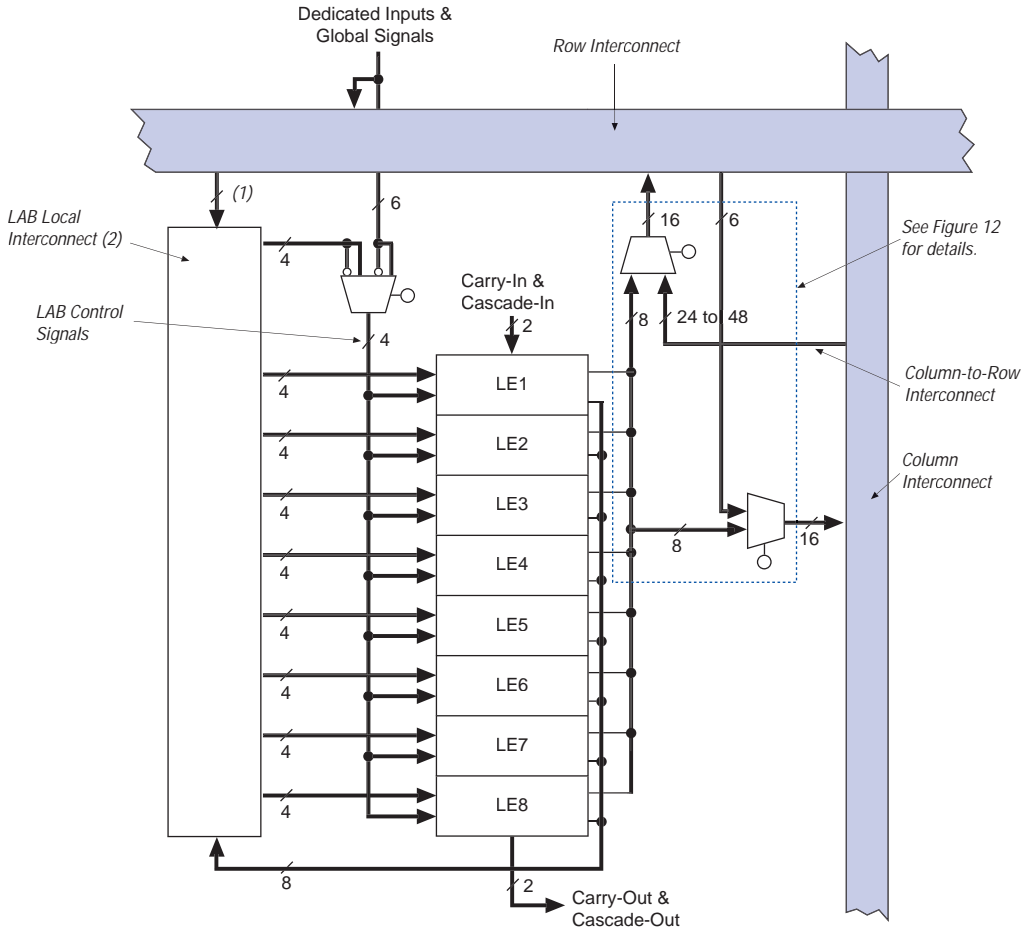 Dedicated Inputs &
Global Signals
Row Interconnect
(1)
6
16
6
LAB Local
Interconnect (2)
4
See Figure 12
for details.
Carry-In &
Cascade-In
2
LAB Control
Signals
4
8
24 to 48
Column-to-Row
Interconnect
LE1
4
LE2
4
Column
Interconnect
LE3
4
8
16
LE4
4
LE5
4
LE6
4
LE7
4
LE8
4
8
2
Carry-Out &
Cascade-Out